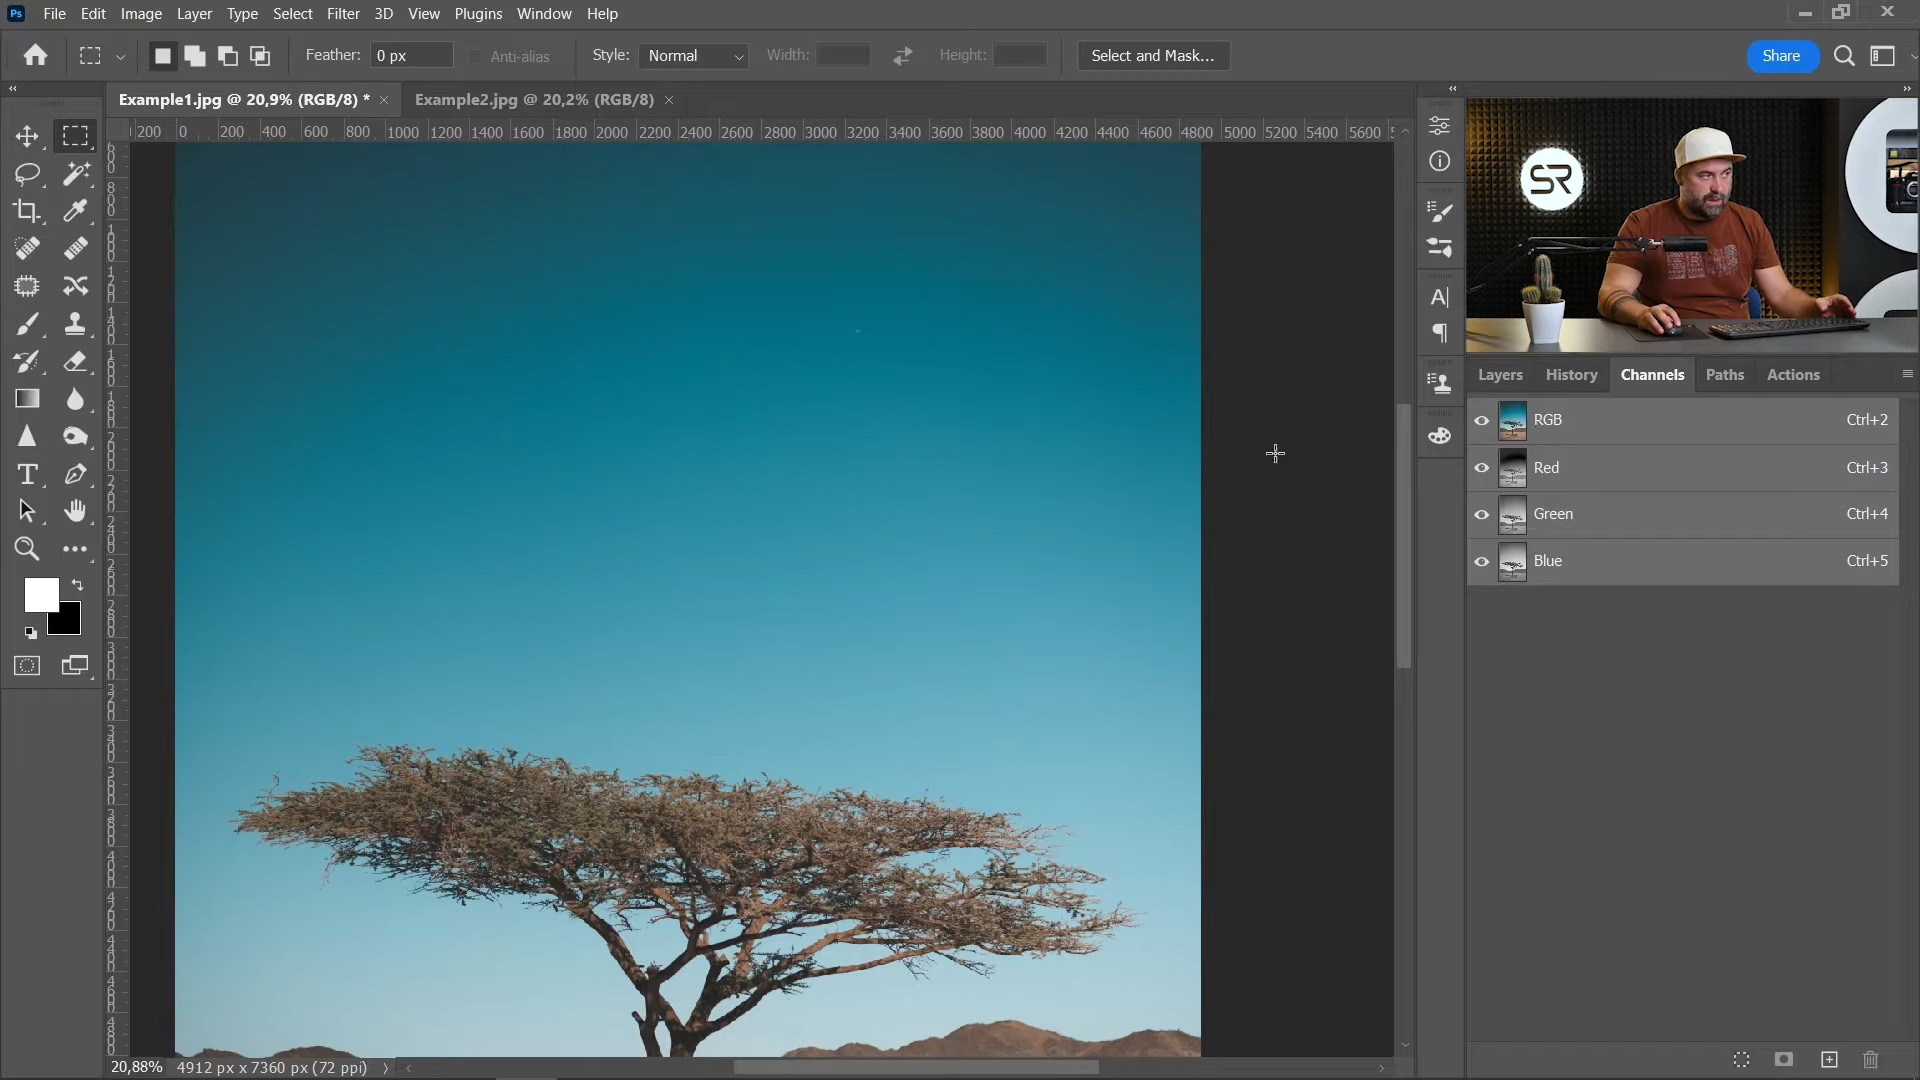 Ps File Edit Image Layer Type Select Filter 3D View Plugins Window Help
Feather: 0 px Anti-alias Style: Normal Width: Height: Select and Mask... Share
Example1.jpg @ 20,9% (RGB/8) * × Example2.jpg @ 20,2% (RGB/8) ×
200 0 200 400 600 800 1000 1200 1400 1600 1800 2000 2200 2400 2600 2800 3000 3200 3400 3600 3800 4000 4200 4400 4600 4800 5000 5200 5400 5600
SR
Layers History Channels Paths Actions
RGB Ctrl+2
Red Ctrl+3
Green Ctrl+4
Blue Ctrl+5
20,88% 4912 px x 7360 px (72 ppi)